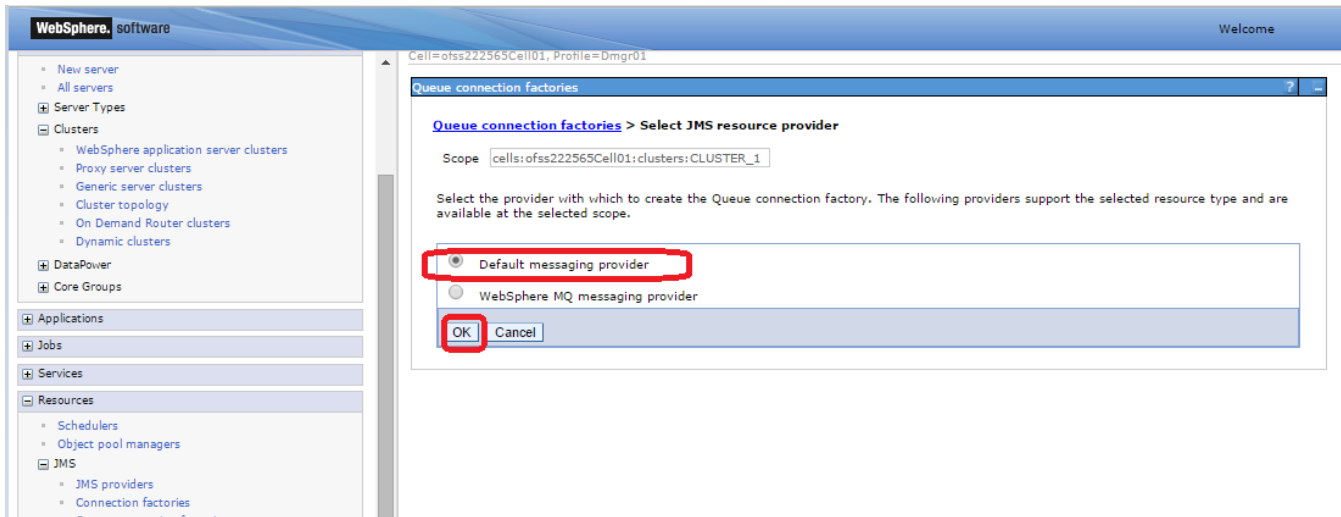 WebSphere. software
Welcome
New server
All servers
Server Types
Clusters
WebSphere application server clusters
Proxy server clusters
Generic server clusters
Cluster topology
On Demand Router clusters
Dynamic clusters
DataPower
Core Groups
Applications
Jobs
Services
Resources
Schedulers
Object pool managers
JMS
JMS providers
Connection factories
Cell=ofss222565Cell01, Profile=Dmgr01
Queue connection factories ? -
Queue connection factories > Select JMS resource provider
Scope cells:ofss222565Cell01:clusters:CLUSTER_1
Select the provider with which to create the Queue connection factory. The following providers support the selected resource type and are
available at the selected scope.
Default messaging provider
WebSphere MQ messaging provider
OK Cancel